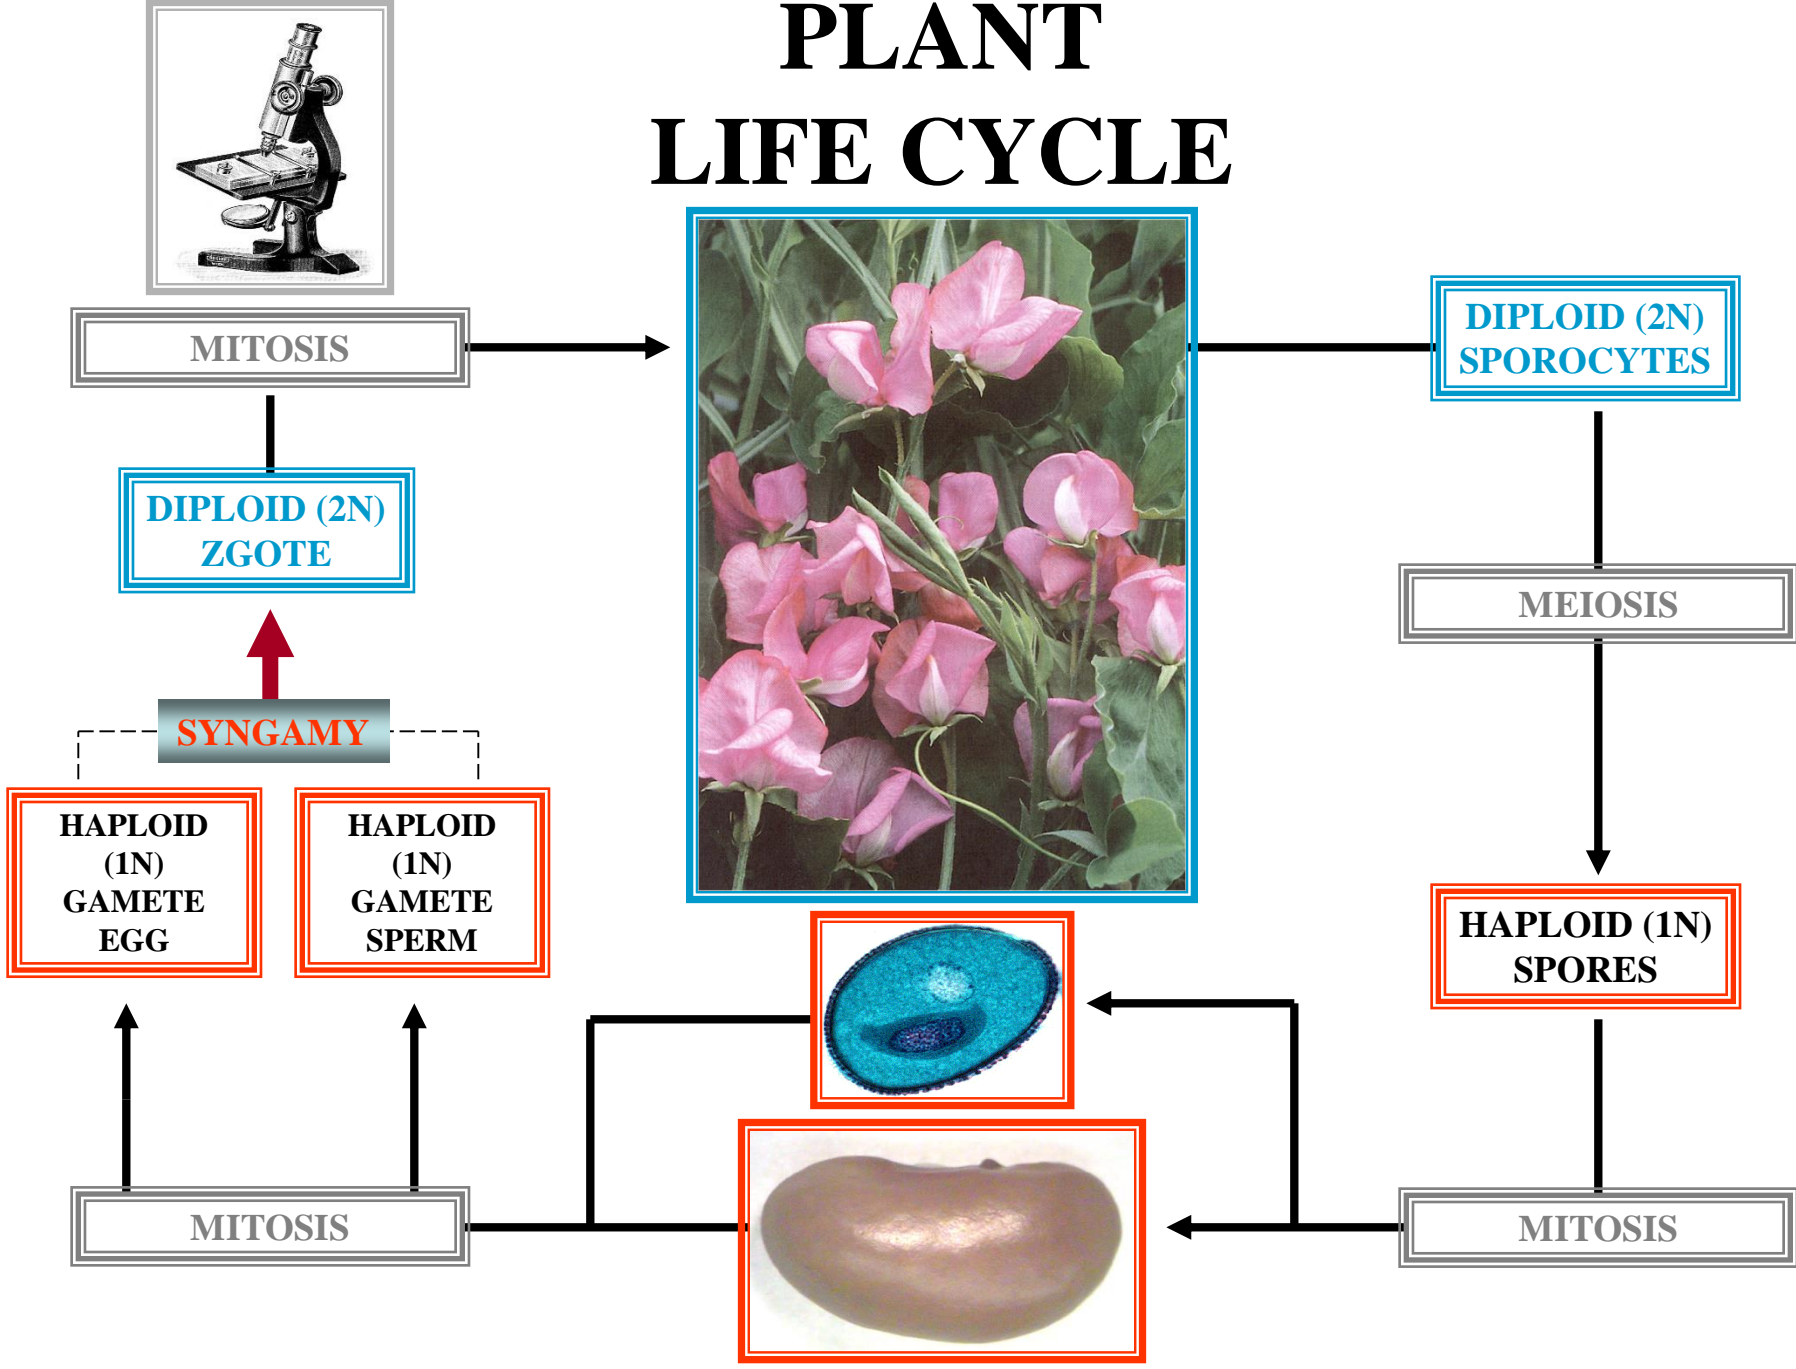 PLANT
LIFE CYCLE
MITOSIS
DIPLOID (2N)
SPOROCYTES
DIPLOID (2N)
ZGOTE
MEIOSIS
SYNGAMY
HAPLOID
(1N)
GAMETE
EGG
HAPLOID
(1N)
GAMETE
SPERM
HAPLOID (1N)
SPORES
MITOSIS
MITOSIS